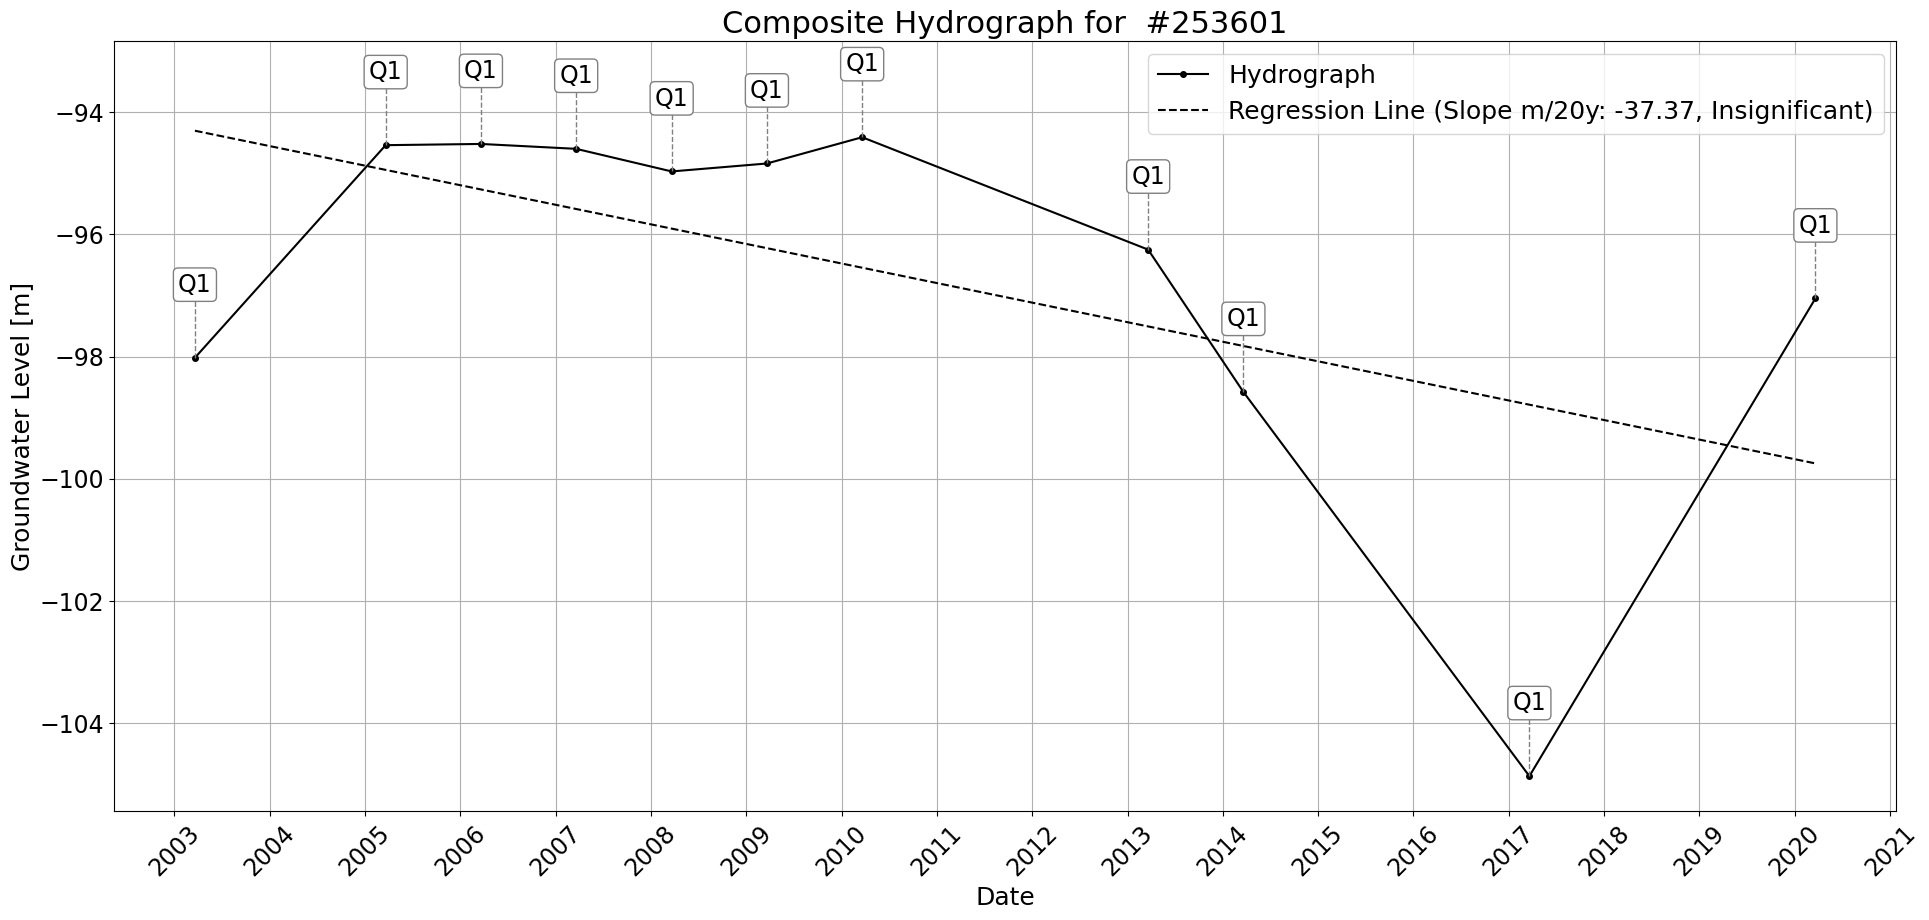 Composite Hydrograph for  #253601
Hydrograph
Regression Line (Slope m/20y: -37.37, Insignificant)
Q1
Q1
Q1
Q1
Q1
Q1
Q1
Q1
Q1
Q1
Q1
Groundwater Level [m]
−94
−96
−98
−100
−102
−104
2003
2004
2005
2006
2007
2008
2009
2010
2011
2012
2013
2014
2015
2016
2017
2018
2019
2020
2021
Date